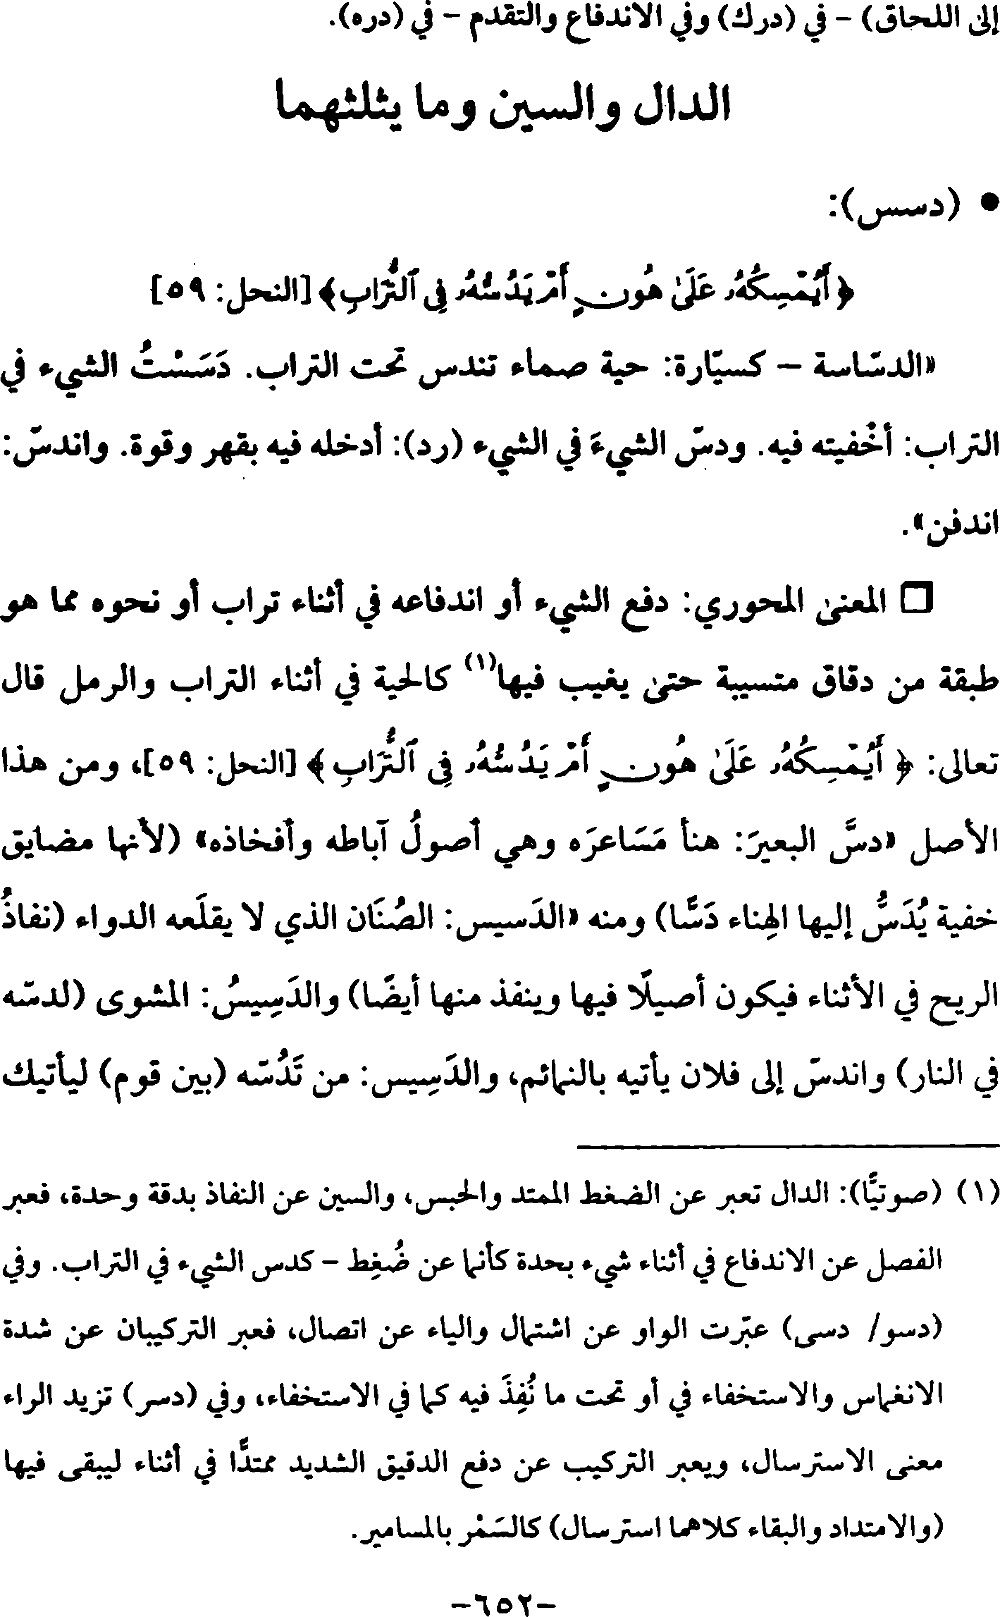 إلى اللحاق) – في (درك) وفي الاندفاع والتقدم – في (دره).
الدال والسين وما يثلثهما
• (دسس):
﴿ أَيُمْسِكُهُۥ عَلَىٰ هُونٍ أَمْ يَدُسُّهُۥ فِي ٱلتُّرَابِ﴾ [النحل: ٥٩]
«الدسّاسة – كسيّارة: حية صماء تندس تحت التراب. دَسَسْتُ الشيء في
التراب: أخْفيته فيه. ودسّ الشيءَ في الشيء (رد): أدخله فيه بقهر وقوة. واندسّ:
اندفن».
□ المعنى المحوري: دفع الشيء أو اندفاعه في أثناء تراب أو نحوه مما هو
طبقة من دقاق متسيبة حتى يغيب فيها(١) كالحية في أثناء التراب والرمل قال
تعالى: ﴿ أَيُمْسِكُهُۥ عَلَىٰ هُونٍ أَمْ يَدُسُّهُۥ فِي ٱلتُّرَابِ﴾ [النحل: ٥٩]، ومن هذا
الأصل «دسَّ البعيرَ: هنأ مَسَاعرَه وهي أصولُ آباطه وأفخاذه» (لأنها مضايق
خفية يُدَسُّ إليها الهِناء دَسًّا) ومنه «الدَسيس: الصُنَان الذي لا يقلَعه الدواء (نفاذُ
الريح في الأثناء فيكون أصيلًا فيها وينفذ منها أيضًا) والدَسِيسُ: المشوى (لدسّه
في النار) واندسّ إلى فلان يأتيه بالنمائم، والدَسِيس: من تَدُسّه (بين قوم) ليأتيك
(١) (صوتيًّا): الدال تعبر عن الضغط الممتد والحبس، والسين عن النفاذ بدقة وحدة، فعبر
الفصل عن الاندفاع في أثناء شيء بحدة كأنما عن ضُغِط – كدس الشيء في التراب. وفي
(دسو/ دسى) عبّرت الواو عن اشتمال والياء عن اتصال، فعبر التركيبان عن شدة
الانغماس والاستخفاء في أو تحت ما نُفِذَ فيه كما في الاستخفاء، وفي (دسر) تزيد الراء
معنى الاسترسال، ويعبر التركيب عن دفع الدقيق الشديد ممتدًّا في أثناء ليبقى فيها
(والامتداد والبقاء كلاهما استرسال) كالسَمْر بالمسامير.
–٦٥٢–